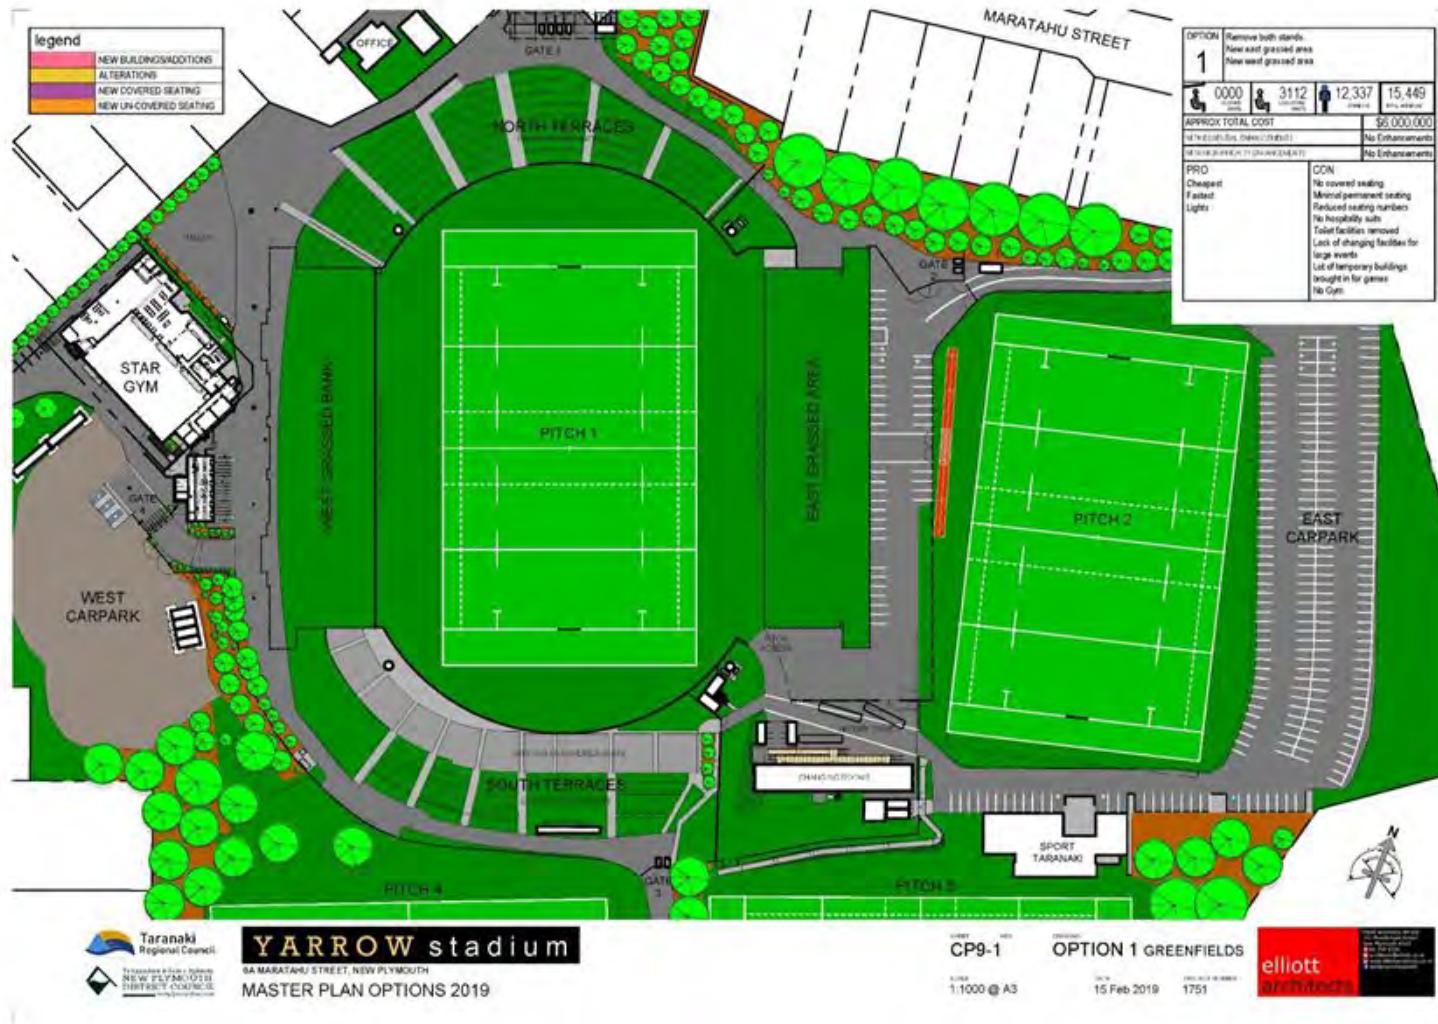 legend
NEW BUILDINGS/ADDITIONS
ALTERATIONS
NEW COVERED SEATING
NEW UN-COVERED SEATING
OFFICE
GATE 1
MARATAHU STREET
OPTION
1
Remove both stands.
New east grassed area
New west grassed area
0000
3112
12,337
15,449
APPROX TOTAL COST
$6,000,000
No Enhancements
No Enhancements
PRO
Cheapest
Fastest
Lights
CON
No covered seating
Minimal permanent seating
Reduced seating numbers
No hospitality suits
Toilet facilities removed
Lack of changing facilities for
large events
Lot of temporary buildings
brought in for games
No Gym
NORTH TERRACES
GATE
2
STAR
GYM
WEST GRASSED BANK
PITCH 1
EAST GRASSED AREA
PITCH 2
EAST
CARPARK
GATE
4
WEST
CARPARK
SOUTH TERRACES
CHANGING ROOMS
SPORT
TARANAKI
N
GATE
3
PITCH 4
Taranaki
Regional Council
NEW PLYMOUTH
DISTRICT COUNCIL
YARROW stadium
6A MARATAHU STREET, NEW PLYMOUTH
MASTER PLAN OPTIONS 2019
CP9-1
OPTION 1 GREENFIELDS
1:1000 @ A3
15 Feb 2019
1751
elliott
architects